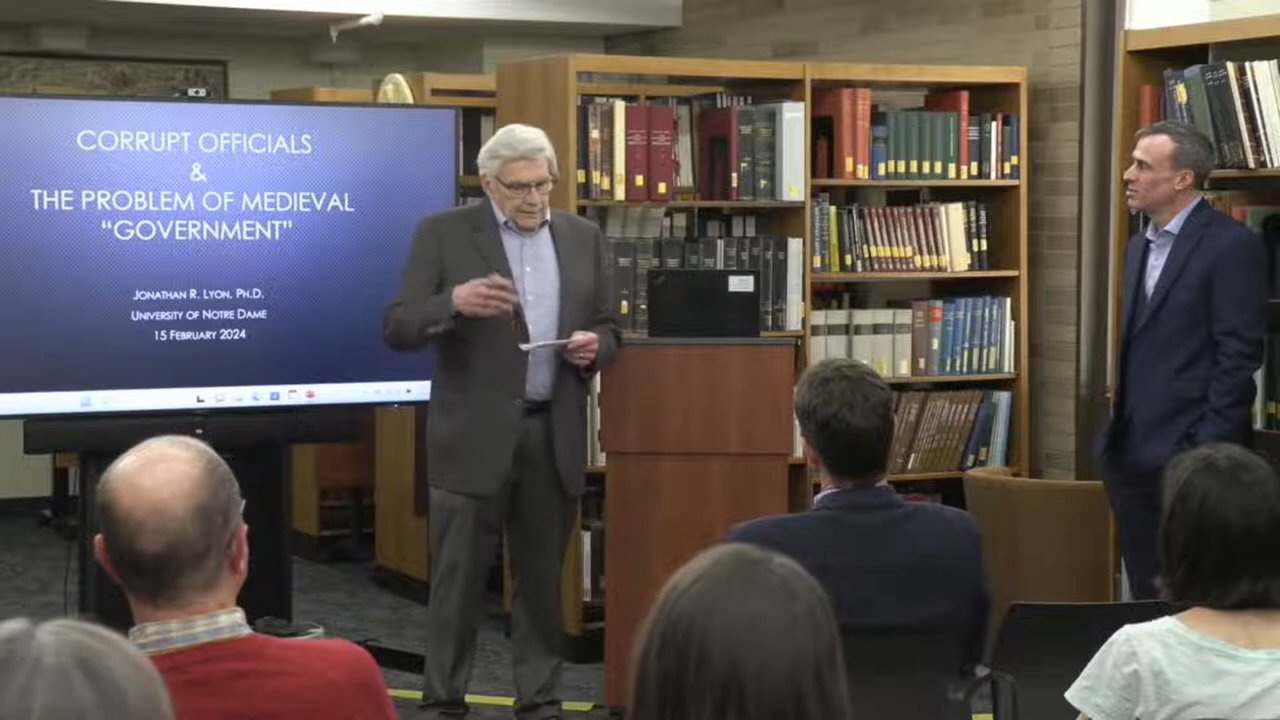 CORRUPT OFFICIALS
&
THE PROBLEM OF MEDIEVAL
“GOVERNMENT”
JONATHAN R. LYON, PH.D.
UNIVERSITY OF NOTRE DAME
15 FEBRUARY 2024